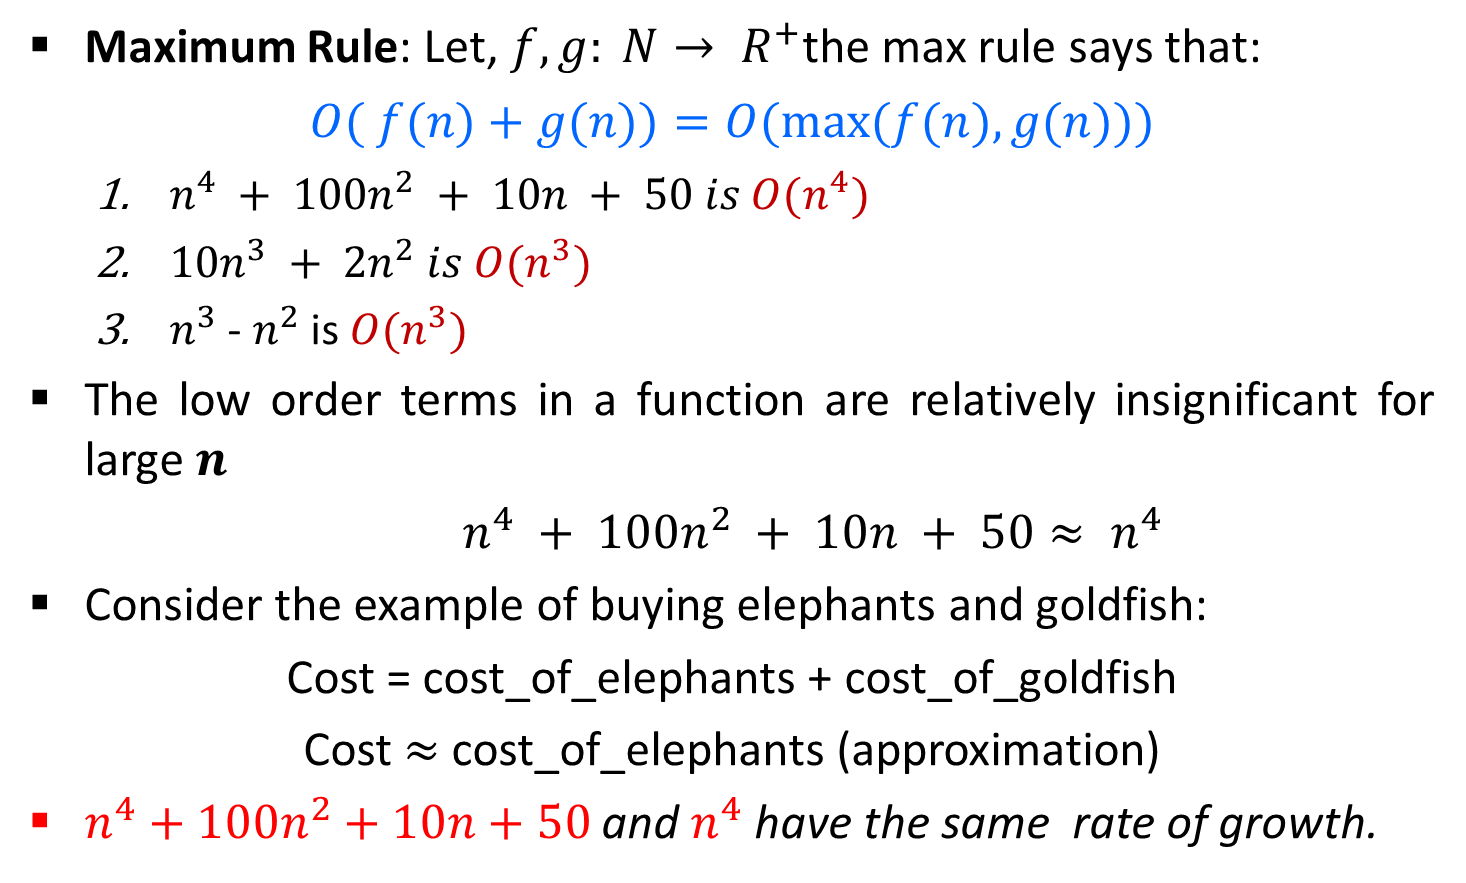 ▪ Maximum Rule: Let, f, g: N → R⁺the max rule says that:
O( f(n) + g(n)) = O(max(f(n), g(n)))
1. n⁴ + 100n² + 10n + 50 is O(n⁴)
2. 10n³ + 2n² is O(n³)
3. n³ - n² is O(n³)
▪ The low order terms in a function are relatively insignificant for
large n
n⁴ + 100n² + 10n + 50 ≈ n⁴
▪ Consider the example of buying elephants and goldfish:
Cost = cost_of_elephants + cost_of_goldfish
Cost ≈ cost_of_elephants (approximation)
▪ n⁴ + 100n² + 10n + 50 and n⁴ have the same rate of growth.